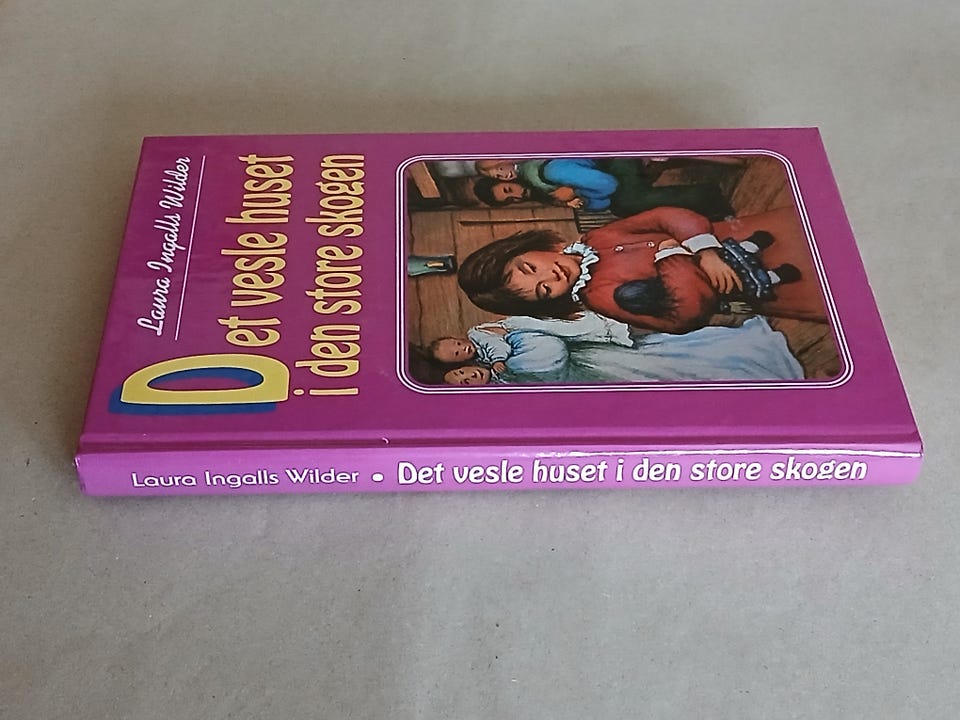 Laura Ingalls Wilder
Det vesle huset
i den store skogen
Laura Ingalls Wilder • Det vesle huset i den store skogen